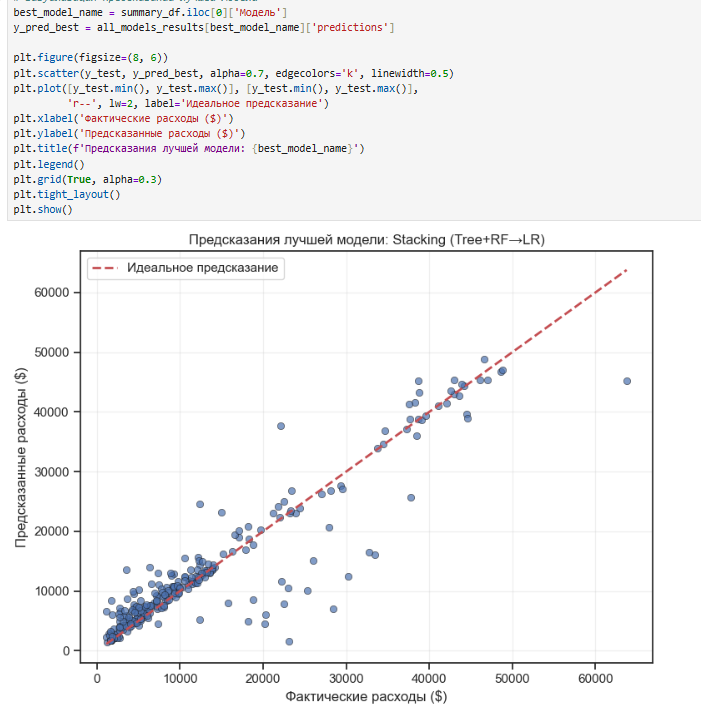 best_model_name = summary_df.iloc[0]['Модель']
y_pred_best = all_models_results[best_model_name]['predictions']
plt.figure(figsize=(8, 6))
plt.scatter(y_test, y_pred_best, alpha=0.7, edgecolors='k', linewidth=0.5)
plt.plot([y_test.min(), y_test.max()], [y_test.min(), y_test.max()],
'r--', lw=2, label='Идеальное предсказание')
plt.xlabel('Фактические расходы ($)')
plt.ylabel('Предсказанные расходы ($)')
plt.title(f'Предсказания лучшей модели: {best_model_name}')
plt.legend()
plt.grid(True, alpha=0.3)
plt.tight_layout()
plt.show()
Предсказания лучшей модели: Stacking (Tree+RF→LR)
Идеальное предсказание
60000
50000
40000
30000
20000
10000
0
Предсказанные расходы ($)
0 10000 20000 30000 40000 50000 60000
Фактические расходы ($)